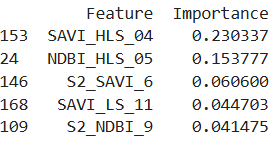 Feature Importance
153 SAVI_HLS_04 0.230337
24 NDBI_HLS_05 0.153777
146 S2_SAVI_6 0.060600
168 SAVI_LS_11 0.044703
109 S2_NDBI_9 0.041475